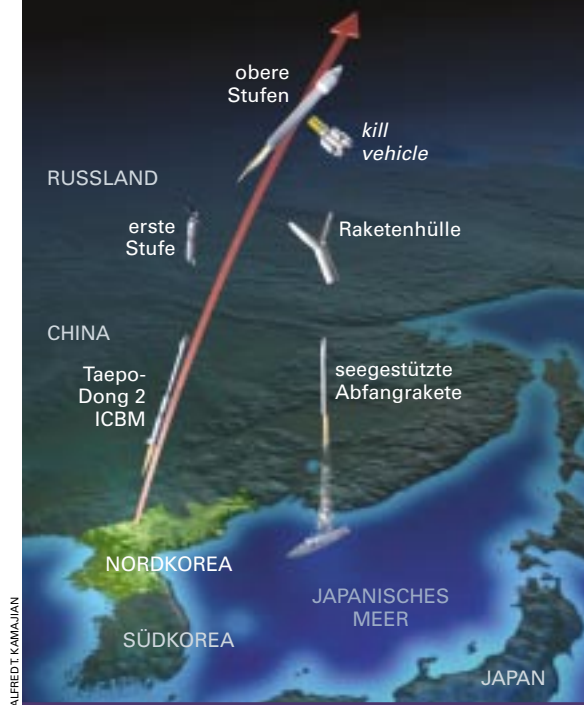 obere
Stufen
kill
vehicle
RUSSLAND
erste
Stufe
Raketenhülle
CHINA
Taepo-
Dong 2
ICBM
seegestützte
Abfangrakete
NORDKOREA
JAPANISCHES
MEER
SÜDKOREA
JAPAN
ALFRED T. KAMAJIAN